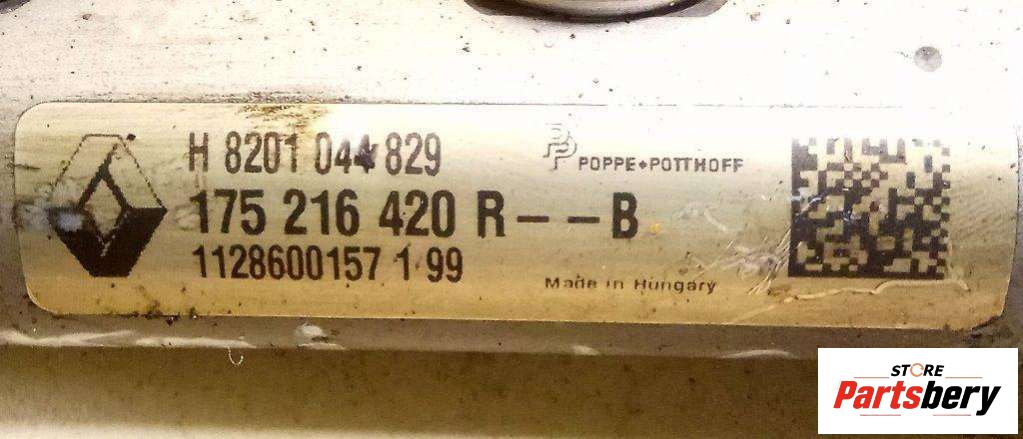 H 8201 044 829
POPPE+POTTHOFF
175 216 420 R--B
1128600157 1 99
Made in Hungary
STORE
Partsbery